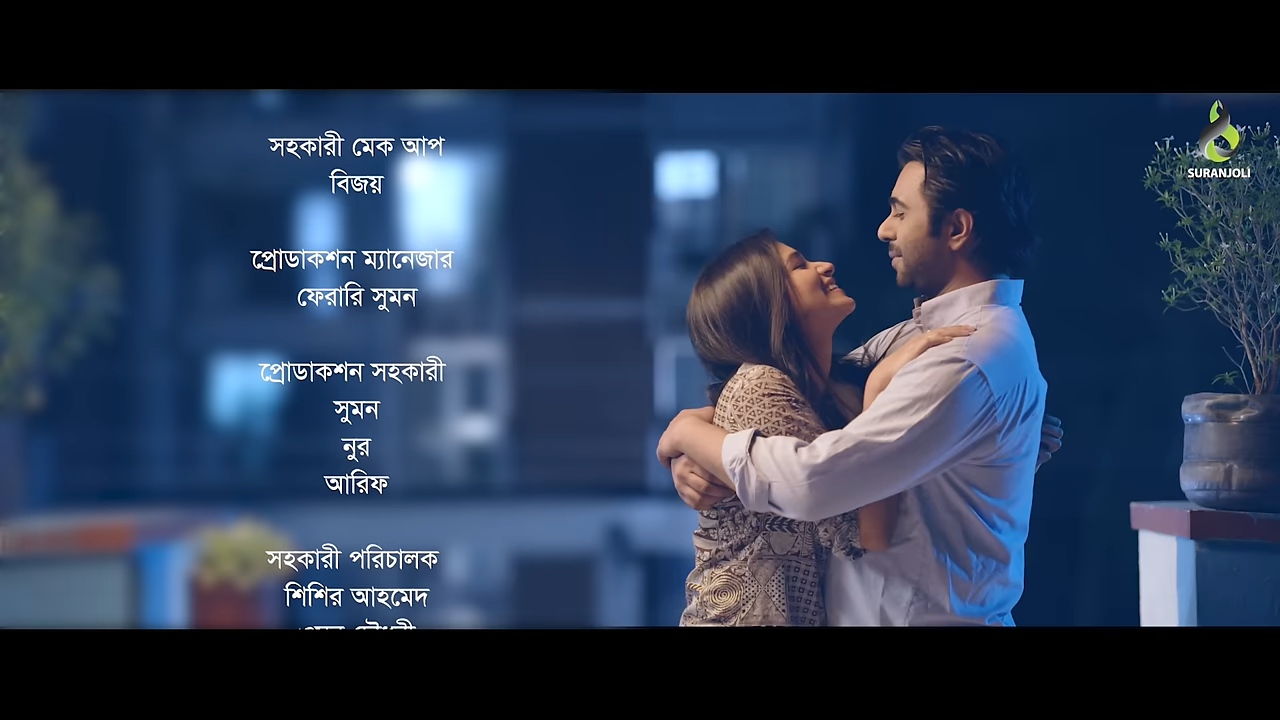 সহকারী মেক আপ
বিজয়
প্রোডাকশন ম্যানেজার
ফেরারি সুমন
প্রোডাকশন সহকারী
সুমন
নুর
আরিফ
সহকারী পরিচালক
শিশির আহমেদ
SURANJOLI